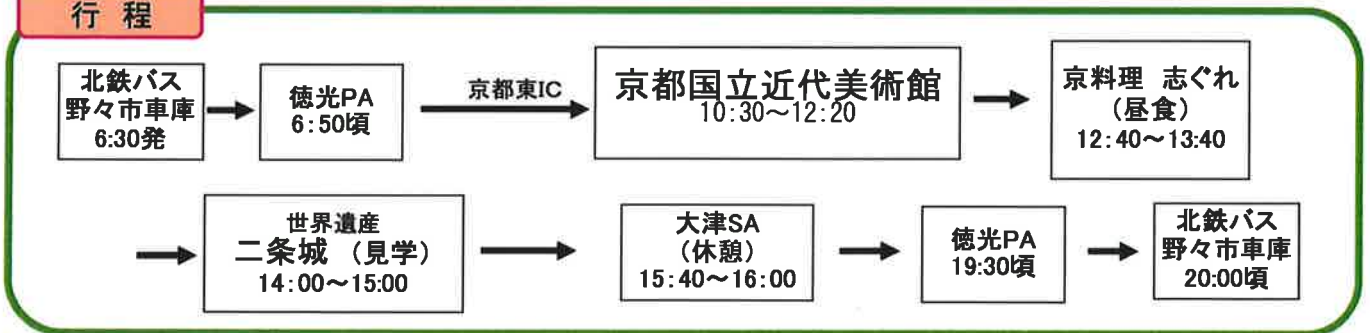 行 程
北鉄バス
野々市車庫
6:30発
徳光PA
6:50頃
京都東IC
京都国立近代美術館
10:30～12:20
京料理 志ぐれ
(昼食)
12:40～13:40
世界遺産
二条城 (見学)
14:00～15:00
大津SA
(休憩)
15:40～16:00
徳光PA
19:30頃
北鉄バス
野々市車庫
20:00頃